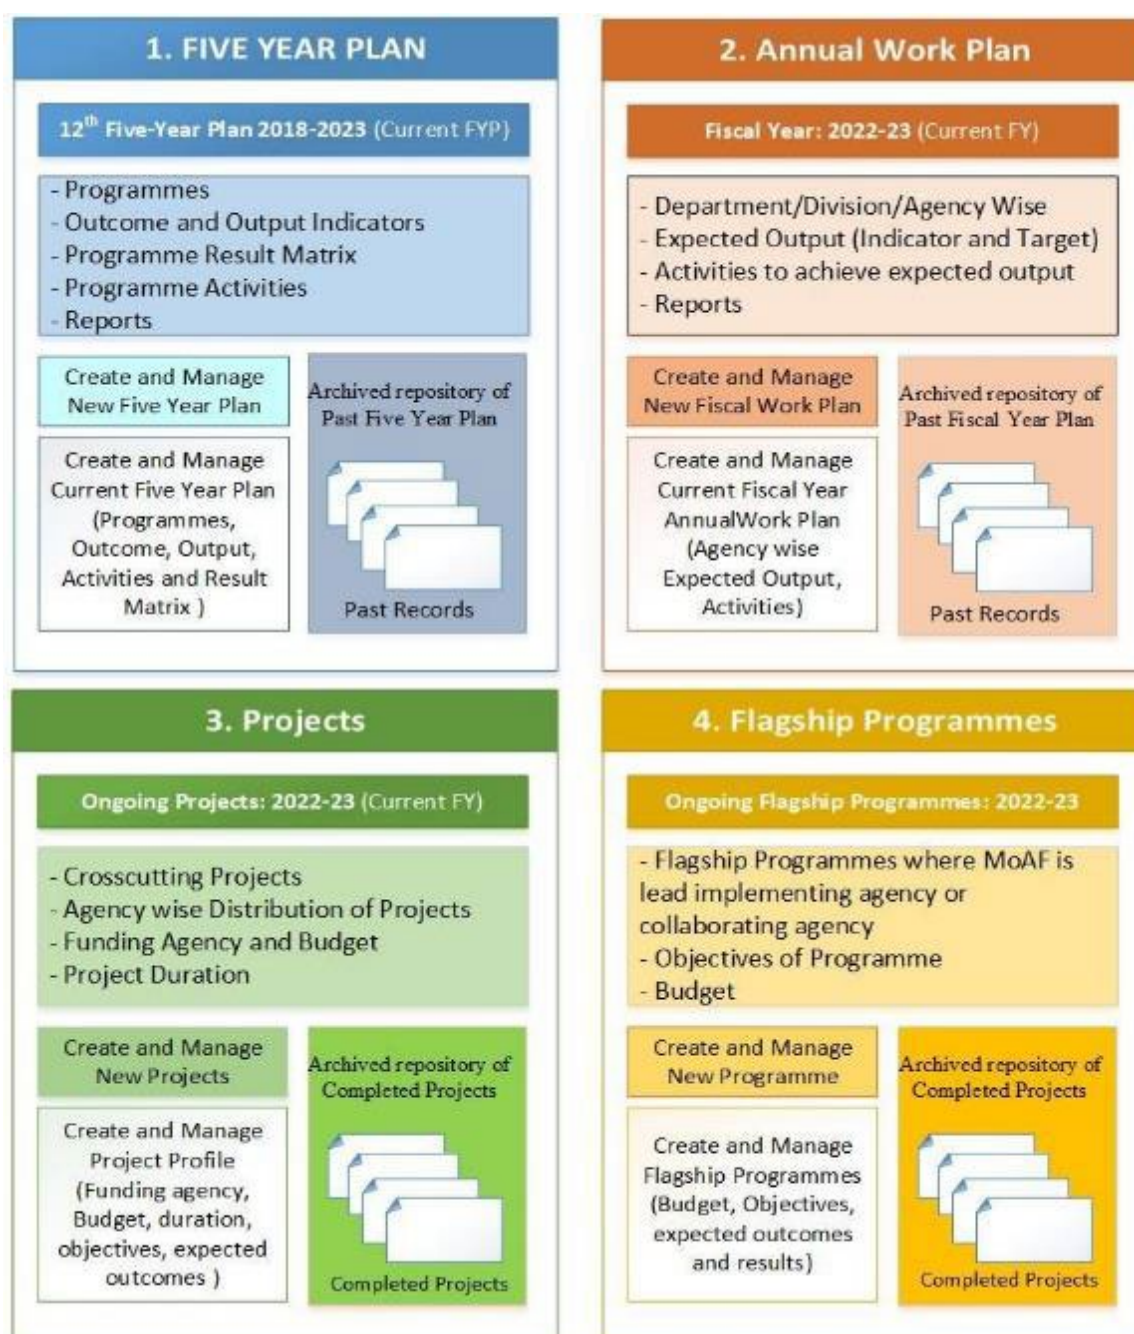 1. FIVE YEAR PLAN
12th Five-Year Plan 2018-2023 (Current FYP)
- Programmes
- Outcome and Output Indicators
- Programme Result Matrix
- Programme Activities
- Reports
Create and Manage
New Five Year Plan
Create and Manage
Current Five Year Plan
(Programmes,
Outcome, Output,
Activities and Result
Matrix )
Archived repository of
Past Five Year Plan
Past Records
2. Annual Work Plan
Fiscal Year: 2022-23 (Current FY)
- Department/Division/Agency Wise
- Expected Output (Indicator and Target)
- Activities to achieve expected output
- Reports
Create and Manage
New Fiscal Work Plan
Create and Manage
Current Fiscal Year
AnnualWork Plan
(Agency wise
Expected Output,
Activities)
Archived repository of
Past Fiscal Year Plan
Past Records
3. Projects
Ongoing Projects: 2022-23 (Current FY)
- Crosscutting Projects
- Agency wise Distribution of Projects
- Funding Agency and Budget
- Project Duration
Create and Manage
New Projects
Create and Manage
Project Profile
(Funding agency,
Budget, duration,
objectives, expected
outcomes )
Archived repository of
Completed Projects
Completed Projects
4. Flagship Programmes
Ongoing Flagship Programmes: 2022-23
- Flagship Programmes where MoAF is
lead implementing agency or
collaborating agency
- Objectives of Programme
- Budget
Create and Manage
New Programme
Create and Manage
Flagship Programmes
(Budget, Objectives,
expected outcomes
and results)
Archived repository of
Completed Projects
Completed Projects